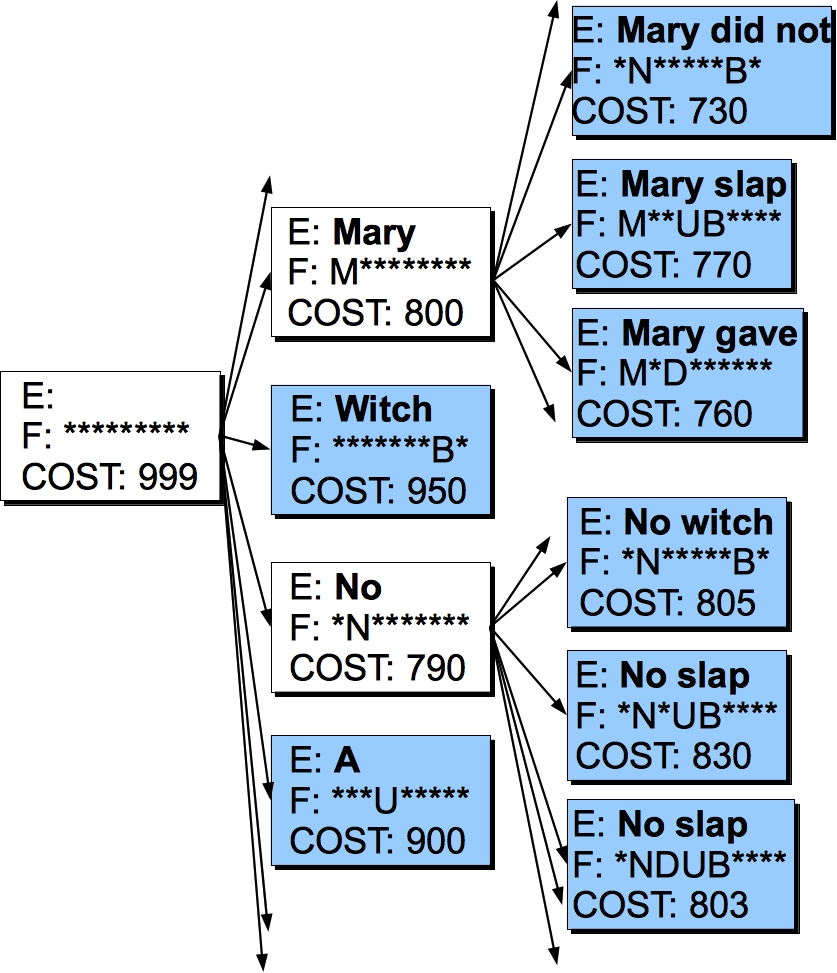 E:
F: *********
COST: 999
E: Mary
F: M********
COST: 800
E: Witch
F: *******B*
COST: 950
E: No
F: *N*******
COST: 790
E: A
F: ***U*****
COST: 900
E: Mary did not
F: *N*****B*
COST: 730
E: Mary slap
F: M**UB****
COST: 770
E: Mary gave
F: M*D******
COST: 760
E: No witch
F: *N*****B*
COST: 805
E: No slap
F: *N*UB****
COST: 830
E: No slap
F: *NDUB****
COST: 803